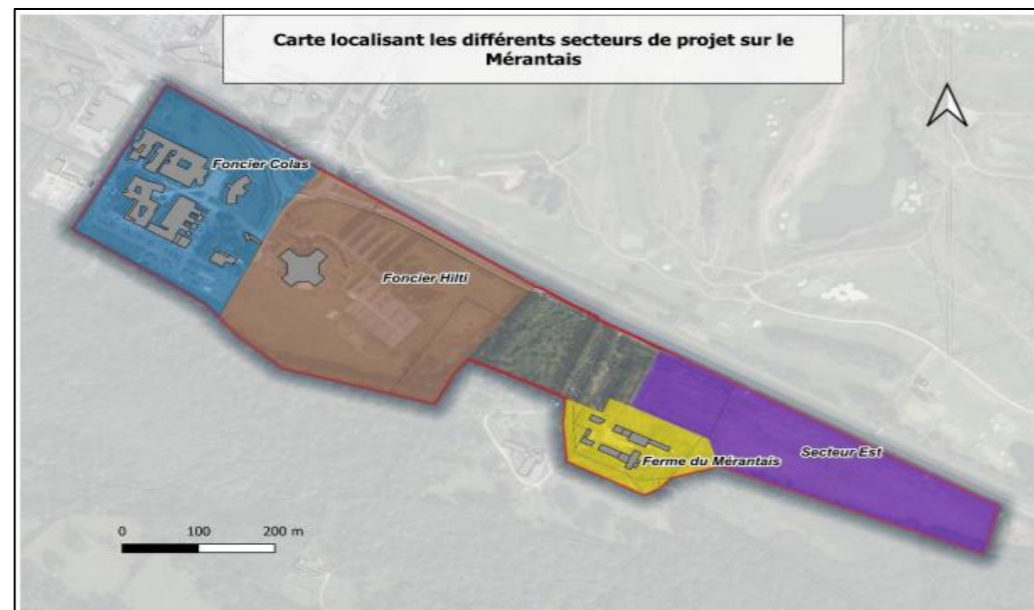 Carte localisant les différents secteurs de projet sur le
Mérantais
Foncier Colas
Foncier Hilti
Ferme du Mérantais
Secteur Est
0 100 200 m